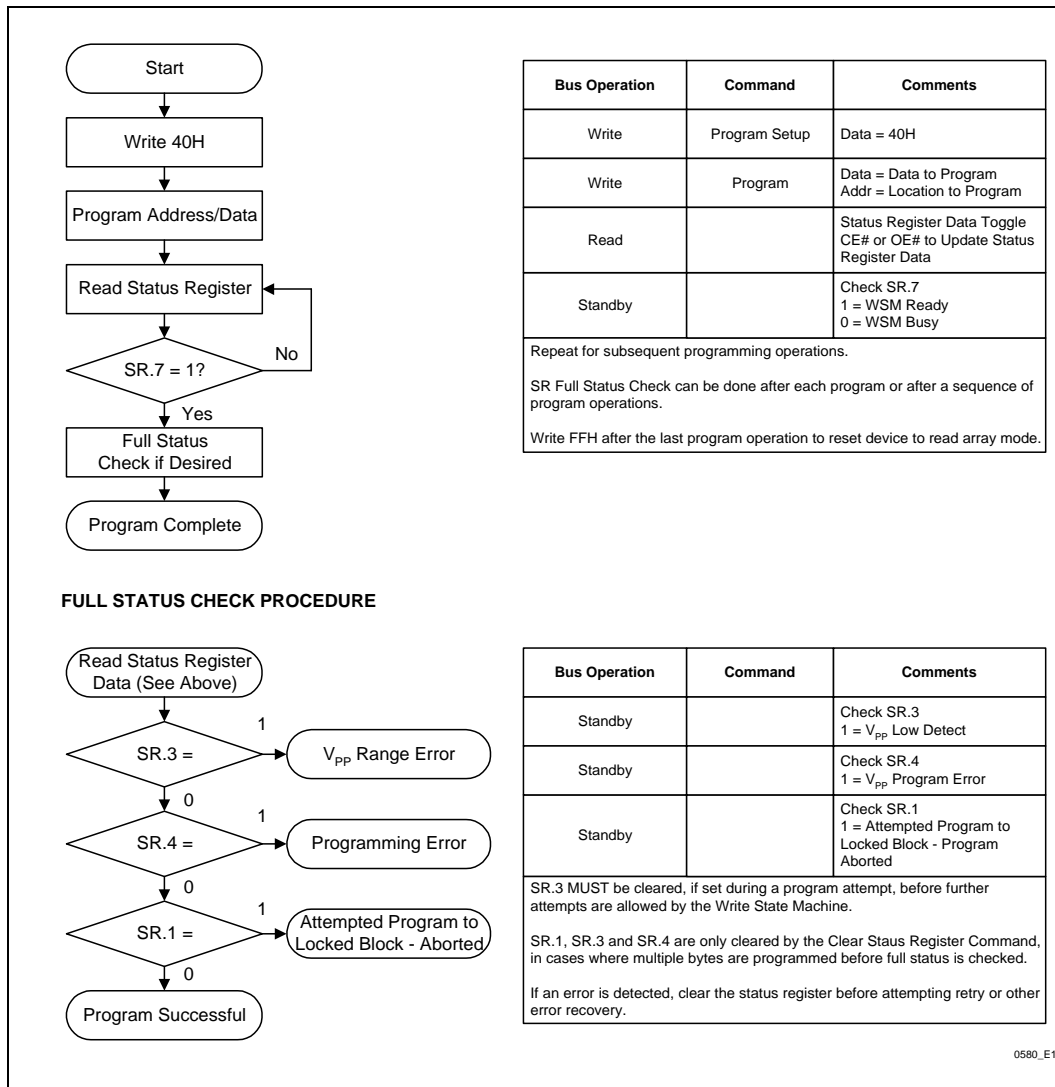 Start
Write 40H
Program Address/Data
Read Status Register
No
SR.7 = 1?
Yes
Full Status
Check if Desired
Program Complete
Bus Operation Command Comments
Write Program Setup Data = 40H
Write Program Data = Data to Program
Addr = Location to Program
Read Status Register Data Toggle
CE# or OE# to Update Status
Register Data
Standby Check SR.7
1 = WSM Ready
0 = WSM Busy
Repeat for subsequent programming operations.
SR Full Status Check can be done after each program or after a sequence of
program operations.
Write FFH after the last program operation to reset device to read array mode.
FULL STATUS CHECK PROCEDURE
Read Status Register
Data (See Above)
1
SR.3 = VPP Range Error
0
1
SR.4 = Programming Error
0
1
SR.1 = Attempted Program to
Locked Block - Aborted
0
Program Successful
Bus Operation Command Comments
Standby Check SR.3
1 = VPP Low Detect
Standby Check SR.4
1 = VPP Program Error
Standby Check SR.1
1 = Attempted Program to
Locked Block - Program
Aborted
SR.3 MUST be cleared, if set during a program attempt, before further
attempts are allowed by the Write State Machine.
SR.1, SR.3 and SR.4 are only cleared by the Clear Staus Register Command,
in cases where multiple bytes are programmed before full status is checked.
If an error is detected, clear the status register before attempting retry or other
error recovery.
0580_E1